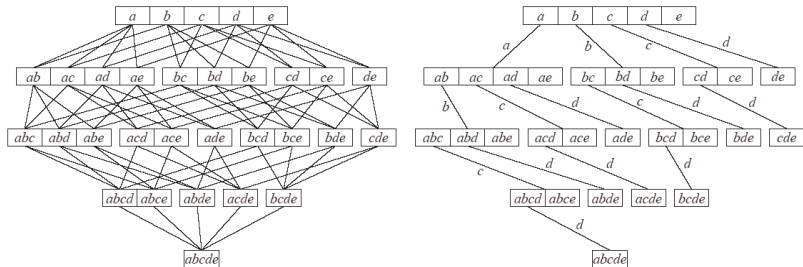 a b c d e
ab ac ad ae bc bd be cd ce de
abc abd abe acd ace ade bcd bce bde cde
abcd abce abde acde bcde
abcde
a b c d e
a b c d
ab ac ad ae bc bd be cd ce de
b c d c d d
abc abd abe acd ace ade bcd bce bde cde
c d d d
abcd abce abde acde bcde
d
abcde